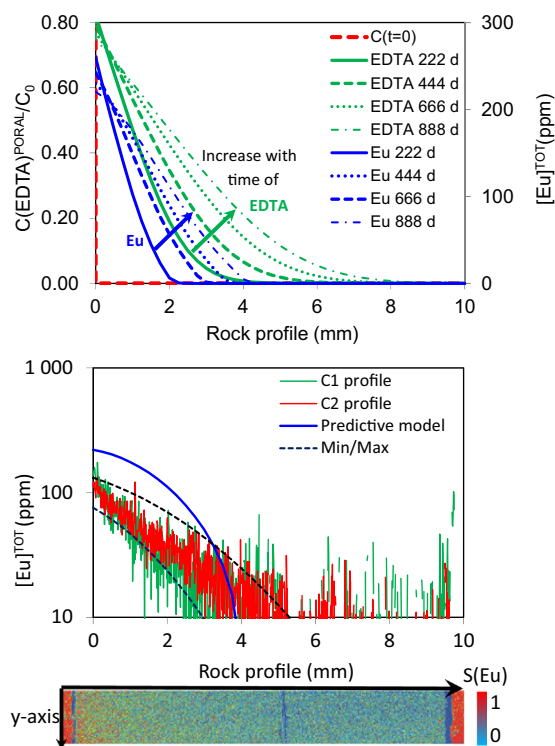 C(EDTA)^PORAL/C₀
0.80
0.60
0.40
0.20
0.00
300
200
100
0
[Eu]^TOT(ppm)
C(t=0)
EDTA 222 d
EDTA 444 d
EDTA 666 d
EDTA 888 d
Eu 222 d
Eu 444 d
Eu 666 d
Eu 888 d
Increase with
time of
EDTA
Eu
0 2 4 6 8 10
Rock profile (mm)
[Eu]^TOT (ppm)
1 000
100
10
C1 profile
C2 profile
Predictive model
Min/Max
0 2 4 6 8 10
Rock profile (mm)
S(Eu)
y-axis
1
0